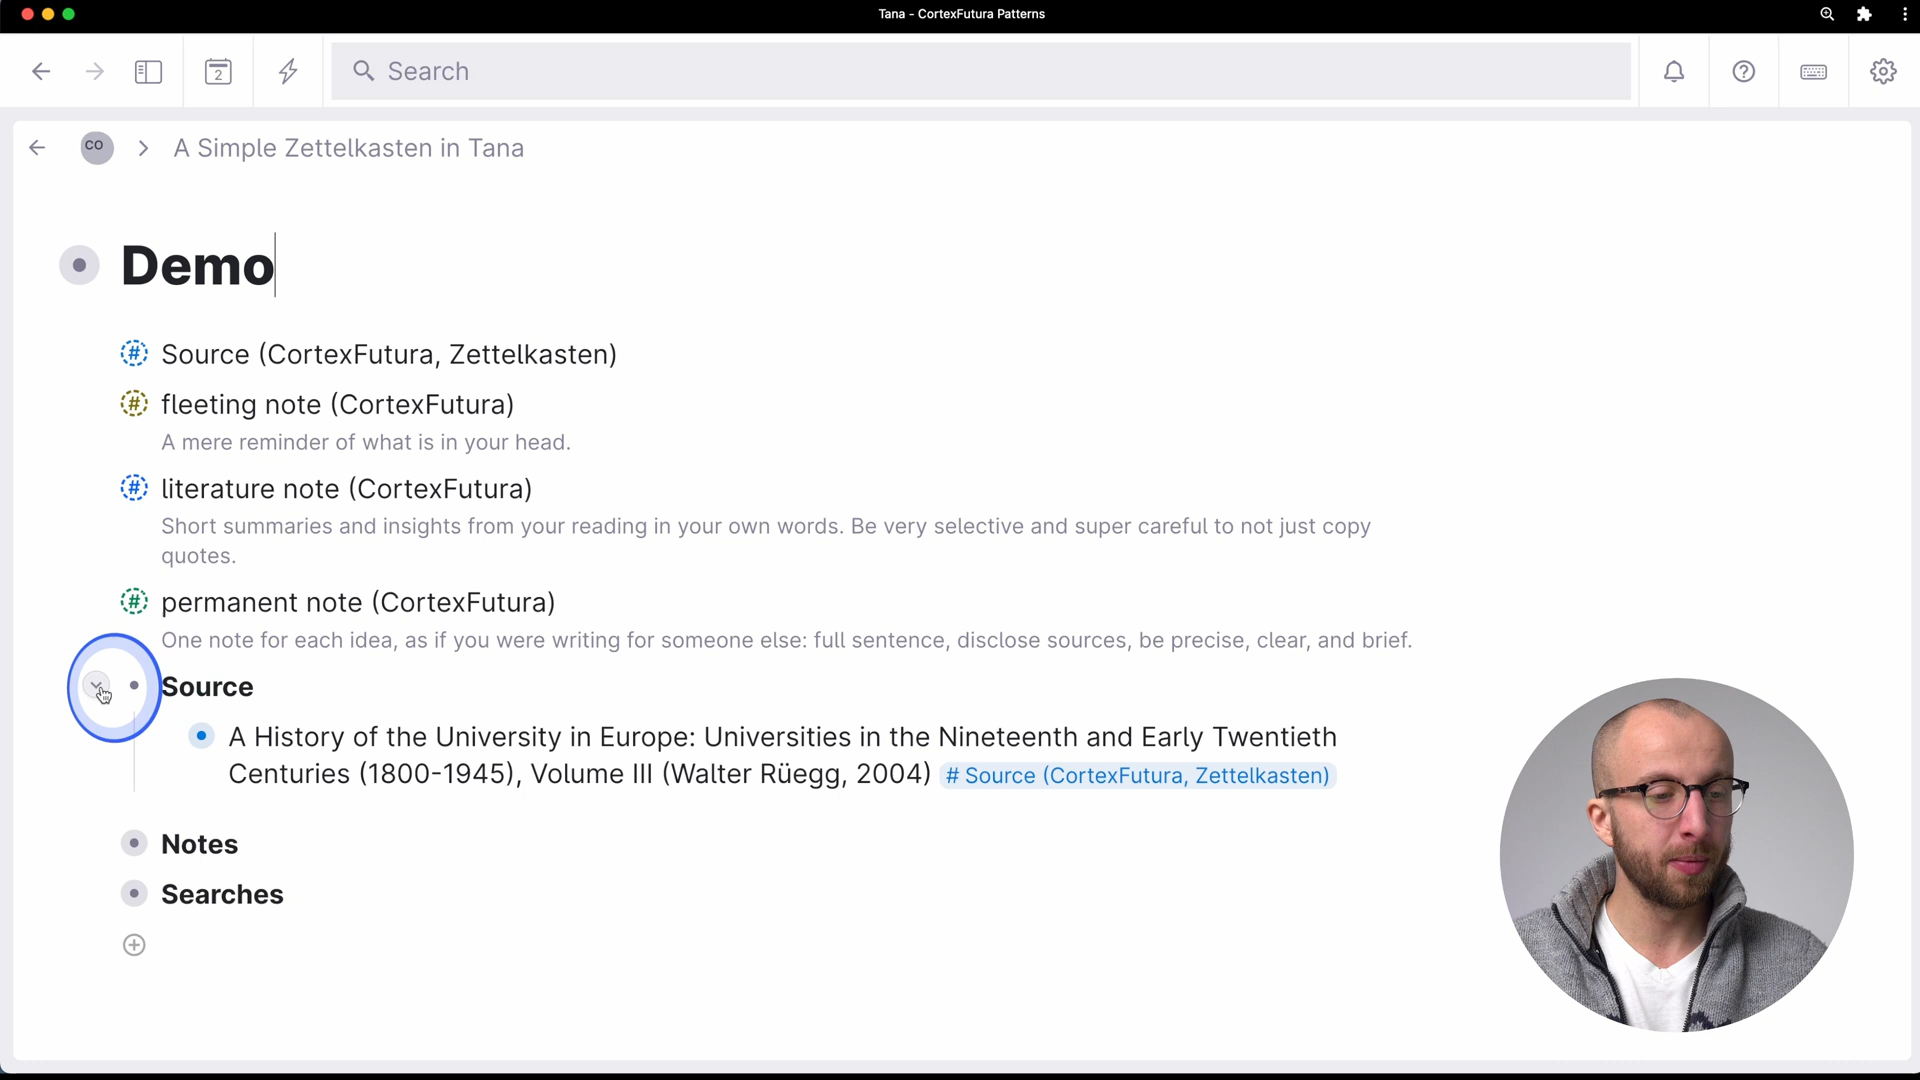 Tana - CortexFutura Patterns
2
Search
CO
A Simple Zettelkasten in Tana
Demo
# Source (CortexFutura, Zettelkasten)
# fleeting note (CortexFutura)
A mere reminder of what is in your head.
# literature note (CortexFutura)
Short summaries and insights from your reading in your own words. Be very selective and super careful to not just copy
quotes.
# permanent note (CortexFutura)
One note for each idea, as if you were writing for someone else: full sentence, disclose sources, be precise, clear, and brief.
Source
A History of the University in Europe: Universities in the Nineteenth and Early Twentieth
Centuries (1800-1945), Volume III (Walter Rüegg, 2004) # Source (CortexFutura, Zettelkasten)
Notes
Searches